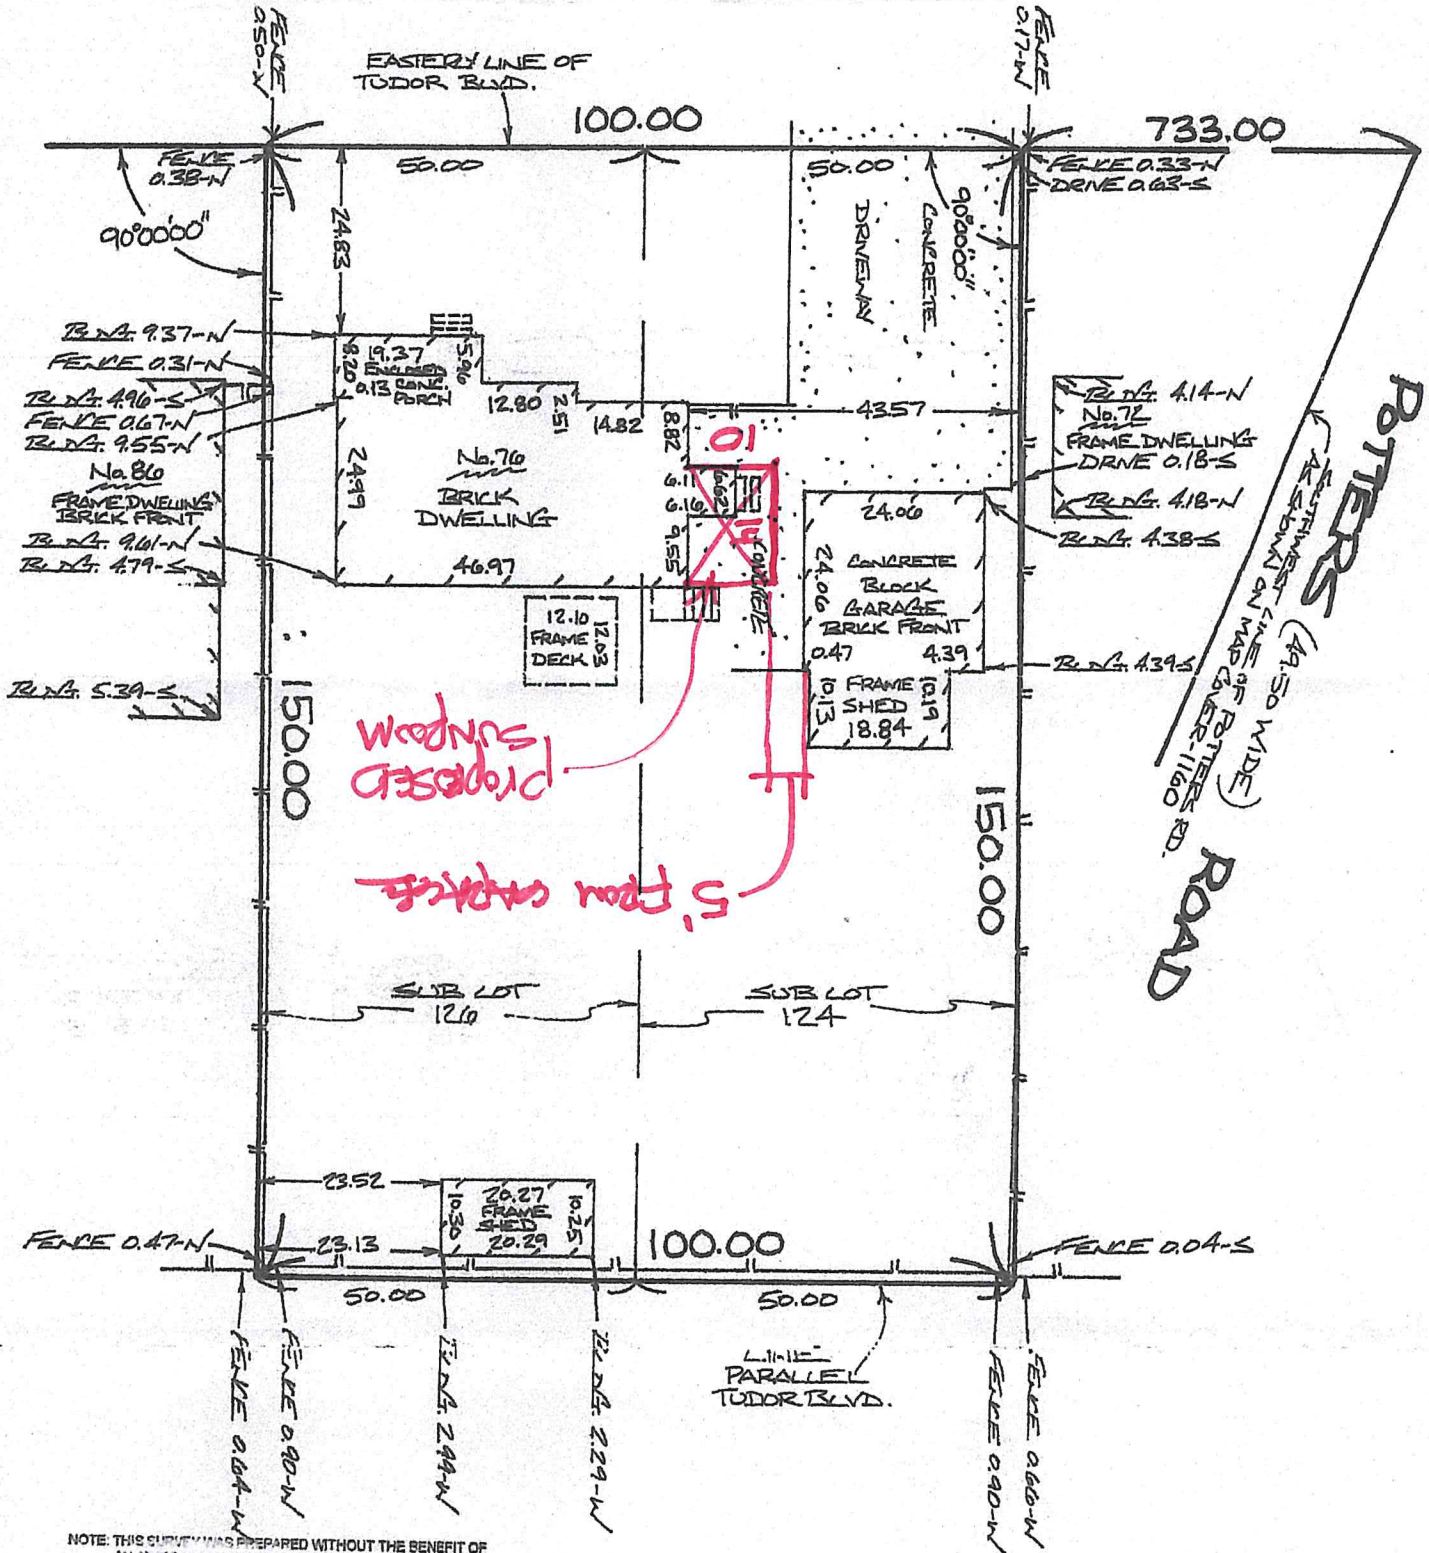 FENCE
0.50-W
EASTERLY LINE OF
TUDOR BLVD.
100.00
FENCE
0.17-W
733.00
FENCE
0.38-N
50.00
50.00
FENCE 0.33-N
DRIVE 0.63-S
90°00'00"
24.83
CONCRETE
DRIVEWAY
90°00'00"
BLDG. 9.37-N
FENCE 0.31-N
BLDG. 4.96-S
FENCE 0.67-N
BLDG. 9.55-N
No. 86
FRAME DWELLING
BRICK FRONT
BLDG. 9.61-N
BLDG. 4.79-S
BLDG. 5.39-S
19.37
ENCLOSED
CONC.
PORCH
8.20
0.13
5.96
12.80
2.51
14.82
8.82
43.57
24.99
No. 76
BRICK
DWELLING
46.97
9.55
6.62
10
14
CONCRETE
24.06
24.06
CONCRETE
BLOCK
GARAGE
BRICK FRONT
0.47
4.39
FRAME
SHED
18.84
10.13
10.19
BLDG. 4.14-N
No. 72
FRAME DWELLING
DRIVE 0.18-S
BLDG. 4.18-N
BLDG. 4.38-S
BLDG. 4.39-S
POTTERS (49.50 WIDE) ROAD
SOUTHWEST LINE OF POTTERS RD.
AS SHOWN ON MAP COVER-1160
12.10
FRAME
DECK
12.03
PROPOSED
SUNROOM
5' FROM GARAGE
150.00
150.00
SUB LOT
126
SUB LOT
124
23.52
20.27
FRAME
SHED
20.29
10.30
10.25
23.13
100.00
FENCE 0.47-N
FENCE 0.04-S
50.00
50.00
FENCE 0.64-W
FENCE 0.90-W
BLDG. 2.29-W
LINE
PARALLEL
TUDOR BLVD.
FENCE 0.90-W
FENCE 0.66-W
NOTE: THIS SURVEY WAS PREPARED WITHOUT THE BENEFIT OF